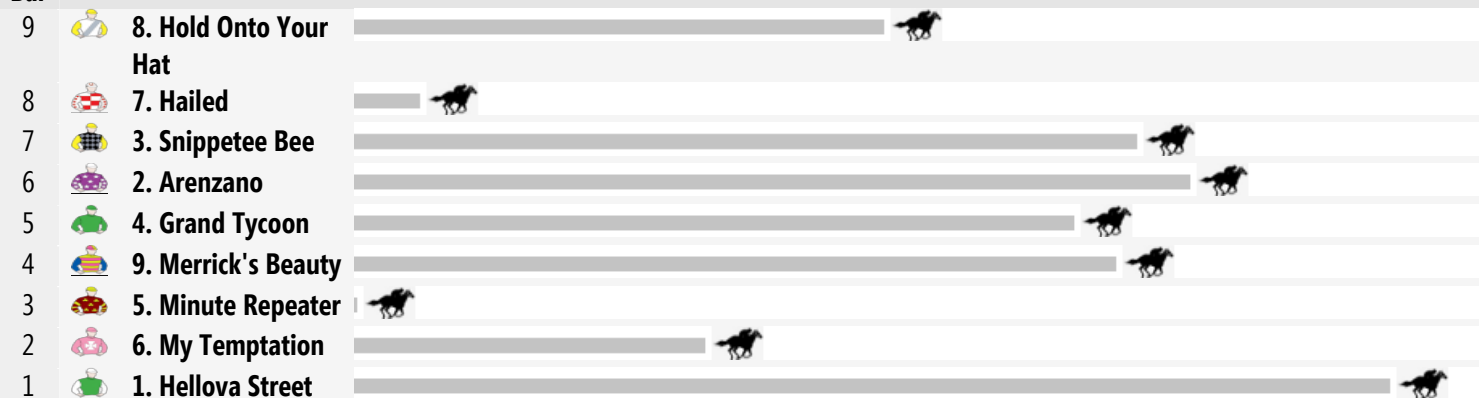 9 8. Hold Onto Your
Hat
8 7. Hailed
7 3. Snippetee Bee
6 2. Arenzano
5 4. Grand Tycoon
4 9. Merrick's Beauty
3 5. Minute Repeater
2 6. My Temptation
1 1. Hellova Street